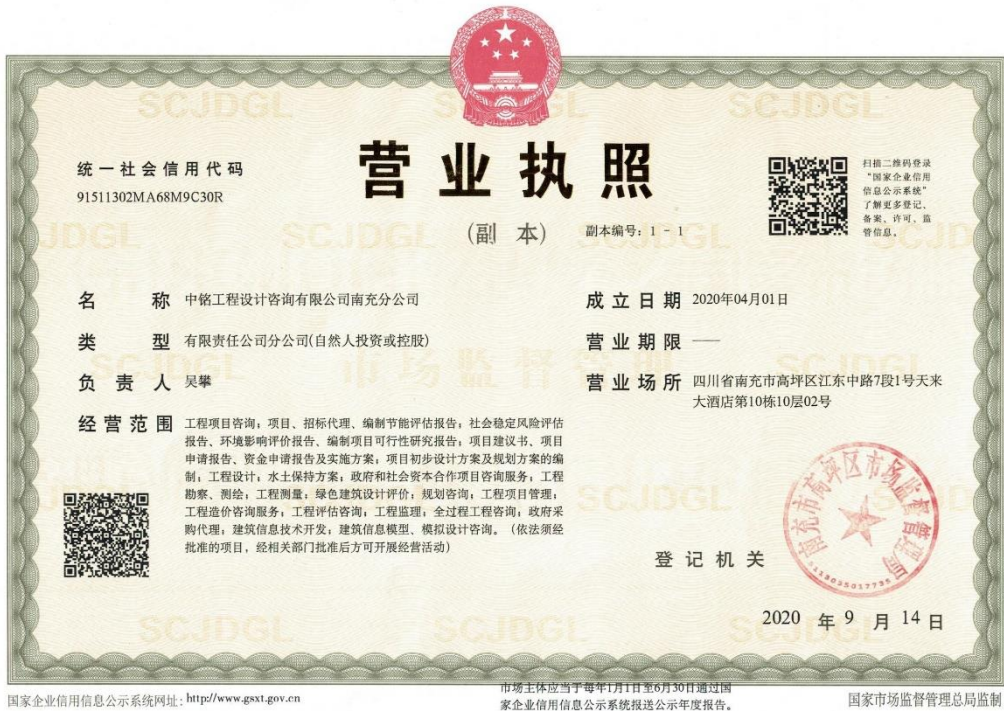 统一社会信用代码
91511302MA68M9C30R
营业执照
(副 本)
副本编号：1 - 1
扫描二维码登录
“国家企业信用
信息公示系统”
了解更多登记、
备案、许可、监
管信息。
名 称 中铭工程设计咨询有限公司南充分公司
类 型 有限责任公司分公司(自然人投资或控股)
负 责 人 吴攀
经 营 范 围 工程项目咨询；项目、招标代理、编制节能评估报告；社会稳定风险评估
报告、环境影响评价报告、编制项目可行性研究报告；项目建议书、项目
申请报告、资金申请报告及实施方案；项目初步设计方案及规划方案的编
制；工程设计；水土保持方案；政府和社会资本合作项目咨询服务；工程
勘察、测绘；工程测量；绿色建筑设计评价；规划咨询；工程项目管理；
工程造价咨询服务；工程评估咨询；工程监理；全过程工程咨询；政府采
购代理；建筑信息技术开发；建筑信息模型、模拟设计咨询。（依法须经
批准的项目，经相关部门批准后方可开展经营活动）
成 立 日 期 2020年04月01日
营 业 期 限 ——
营 业 场 所 四川省南充市高坪区江东中路7段1号天来
大酒店第10栋10层02号
登 记 机 关
南充市高坪区市场监督管理局
5113035017735
2020 年 9 月 14 日
SCJDGL
市场监督管理
国家企业信用信息公示系统网址：http://www.gsxt.gov.cn
市场主体应当于每年1月1日至6月30日通过国
家企业信用信息公示系统报送公示年度报告。
国家市场监督管理总局监制